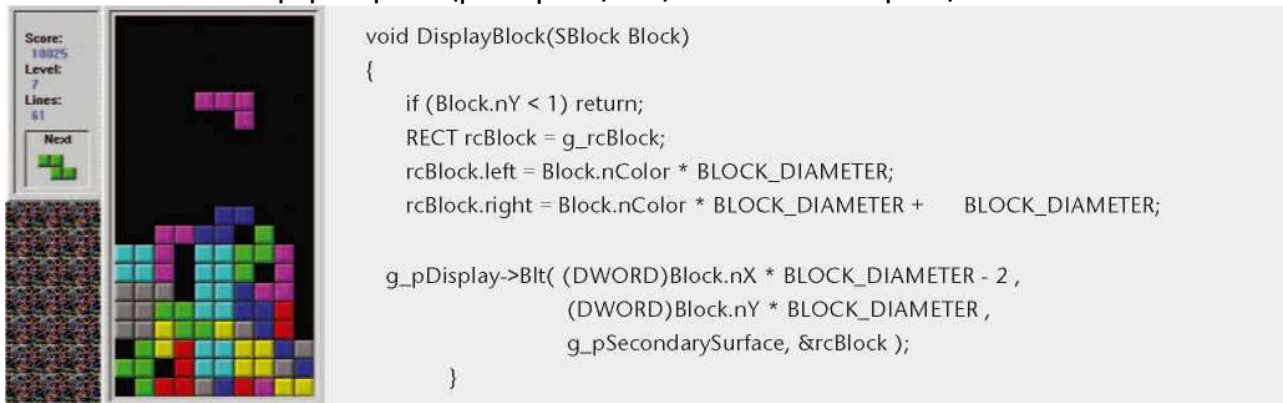 Score:
10025
Level:
7
Lines:
61
Next
void DisplayBlock(SBlock Block)
{
if (Block.nY < 1) return;
RECT rcBlock = g_rcBlock;
rcBlock.left = Block.nColor * BLOCK_DIAMETER;
rcBlock.right = Block.nColor * BLOCK_DIAMETER + BLOCK_DIAMETER;
g_pDisplay->Blt( (DWORD)Block.nX * BLOCK_DIAMETER - 2 ,
(DWORD)Block.nY * BLOCK_DIAMETER ,
g_pSecondarySurface, &rcBlock );
}